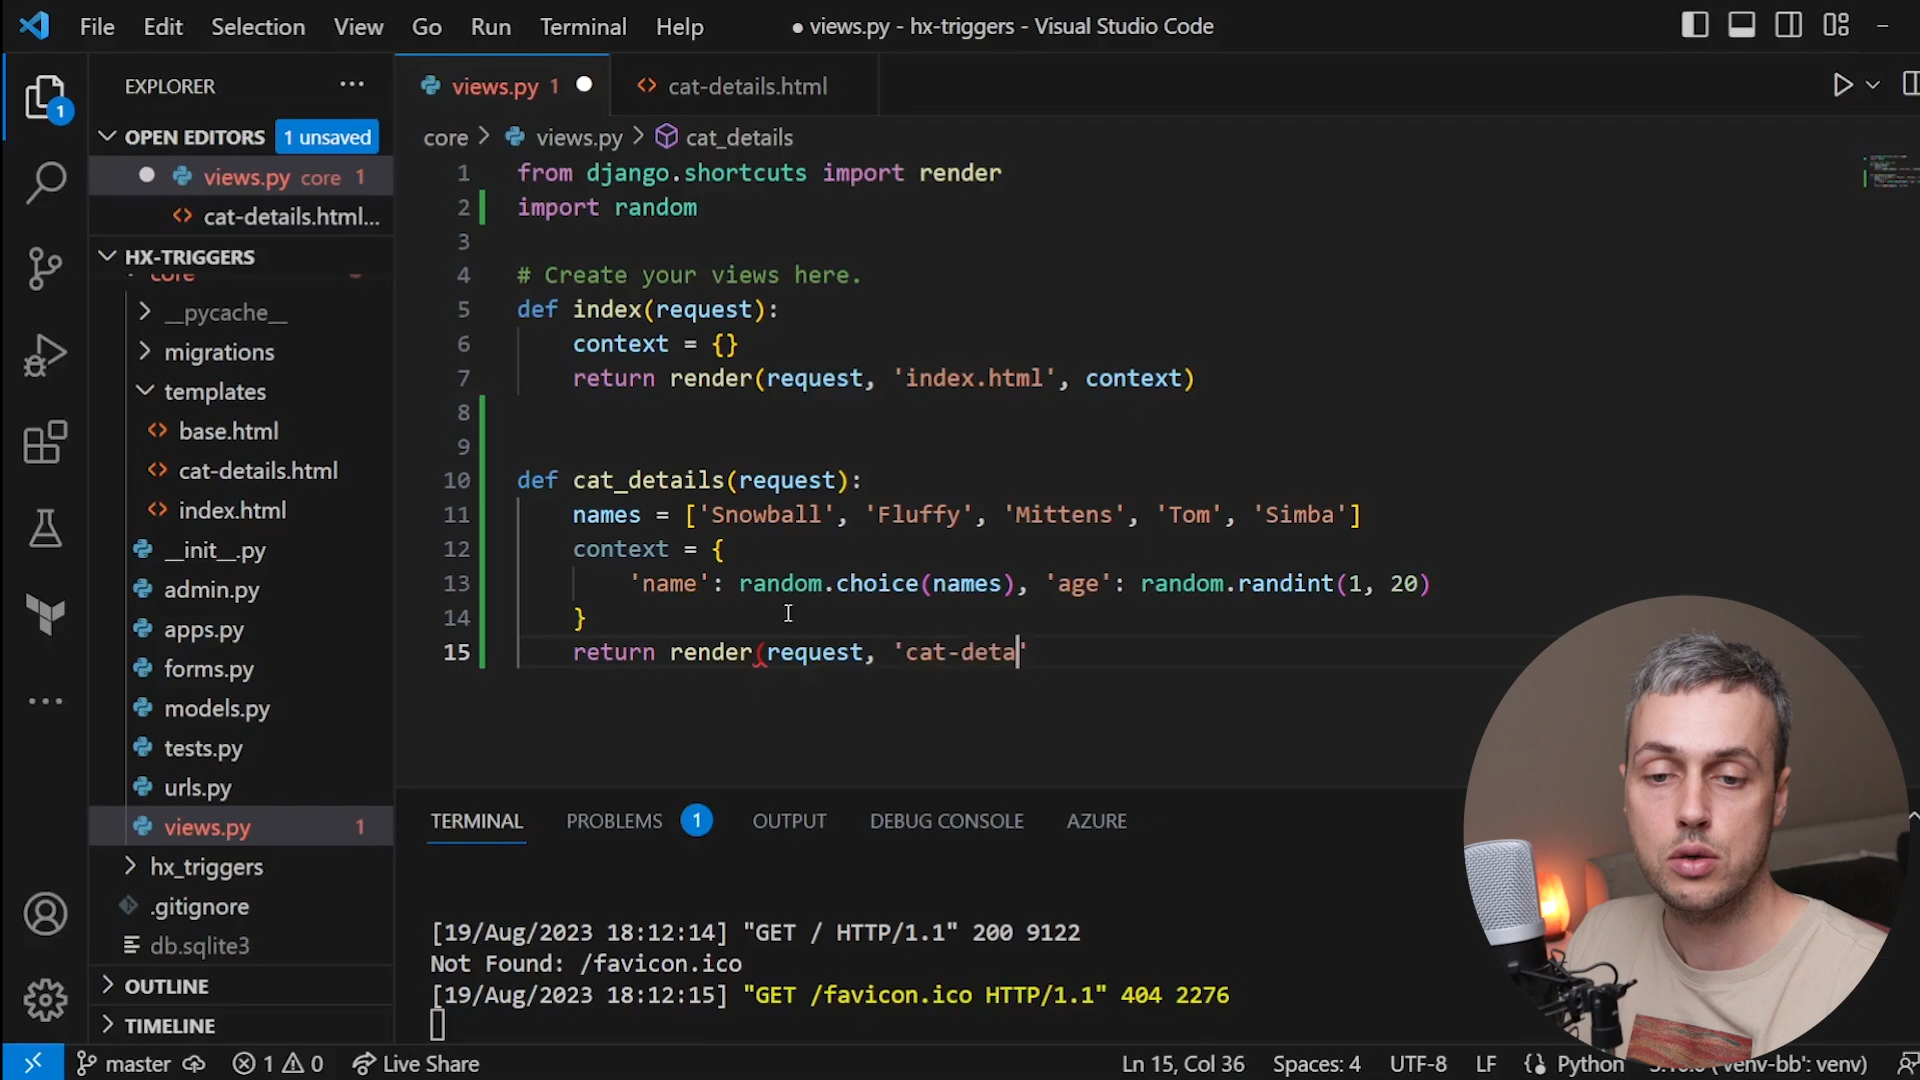 File Edit Selection View Go Run Terminal Help ● views.py - hx-triggers - Visual Studio Code
EXPLORER ...
OPEN EDITORS 1 unsaved
views.py core 1
cat-details.html...
HX-TRIGGERS
core
__pycache__
migrations
templates
base.html
cat-details.html
index.html
__init__.py
admin.py
apps.py
forms.py
models.py
tests.py
urls.py
views.py 1
hx_triggers
.gitignore
db.sqlite3
OUTLINE
TIMELINE
1
views.py 1 cat-details.html
core > views.py > cat_details
1 from django.shortcuts import render
2 import random
3
4 # Create your views here.
5 def index(request):
6 context = {}
7 return render(request, 'index.html', context)
8
9
10 def cat_details(request):
11 names = ['Snowball', 'Fluffy', 'Mittens', 'Tom', 'Simba']
12 context = {
13 'name': random.choice(names), 'age': random.randint(1, 20)
14 }
15 return render(request, 'cat-deta'
TERMINAL PROBLEMS 1 OUTPUT DEBUG CONSOLE AZURE
[19/Aug/2023 18:12:14] "GET / HTTP/1.1" 200 9122
Not Found: /favicon.ico
[19/Aug/2023 18:12:15] "GET /favicon.ico HTTP/1.1" 404 2276
master 1 0 Live Share Ln 15, Col 36 Spaces: 4 UTF-8 LF Python ('venv-bb': venv)